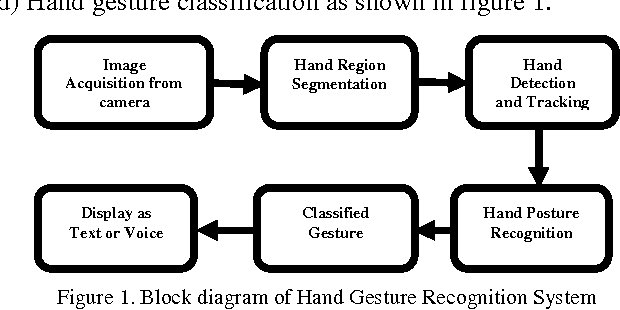 d) Hand gesture classification as shown in figure 1.
Image
Acquisition from
camera
Hand Region
Segmentation
Hand
Detection
and Tracking
Hand Posture
Recognition
Classified
Gesture
Display as
Text or Voice
Figure 1. Block diagram of Hand Gesture Recognition System